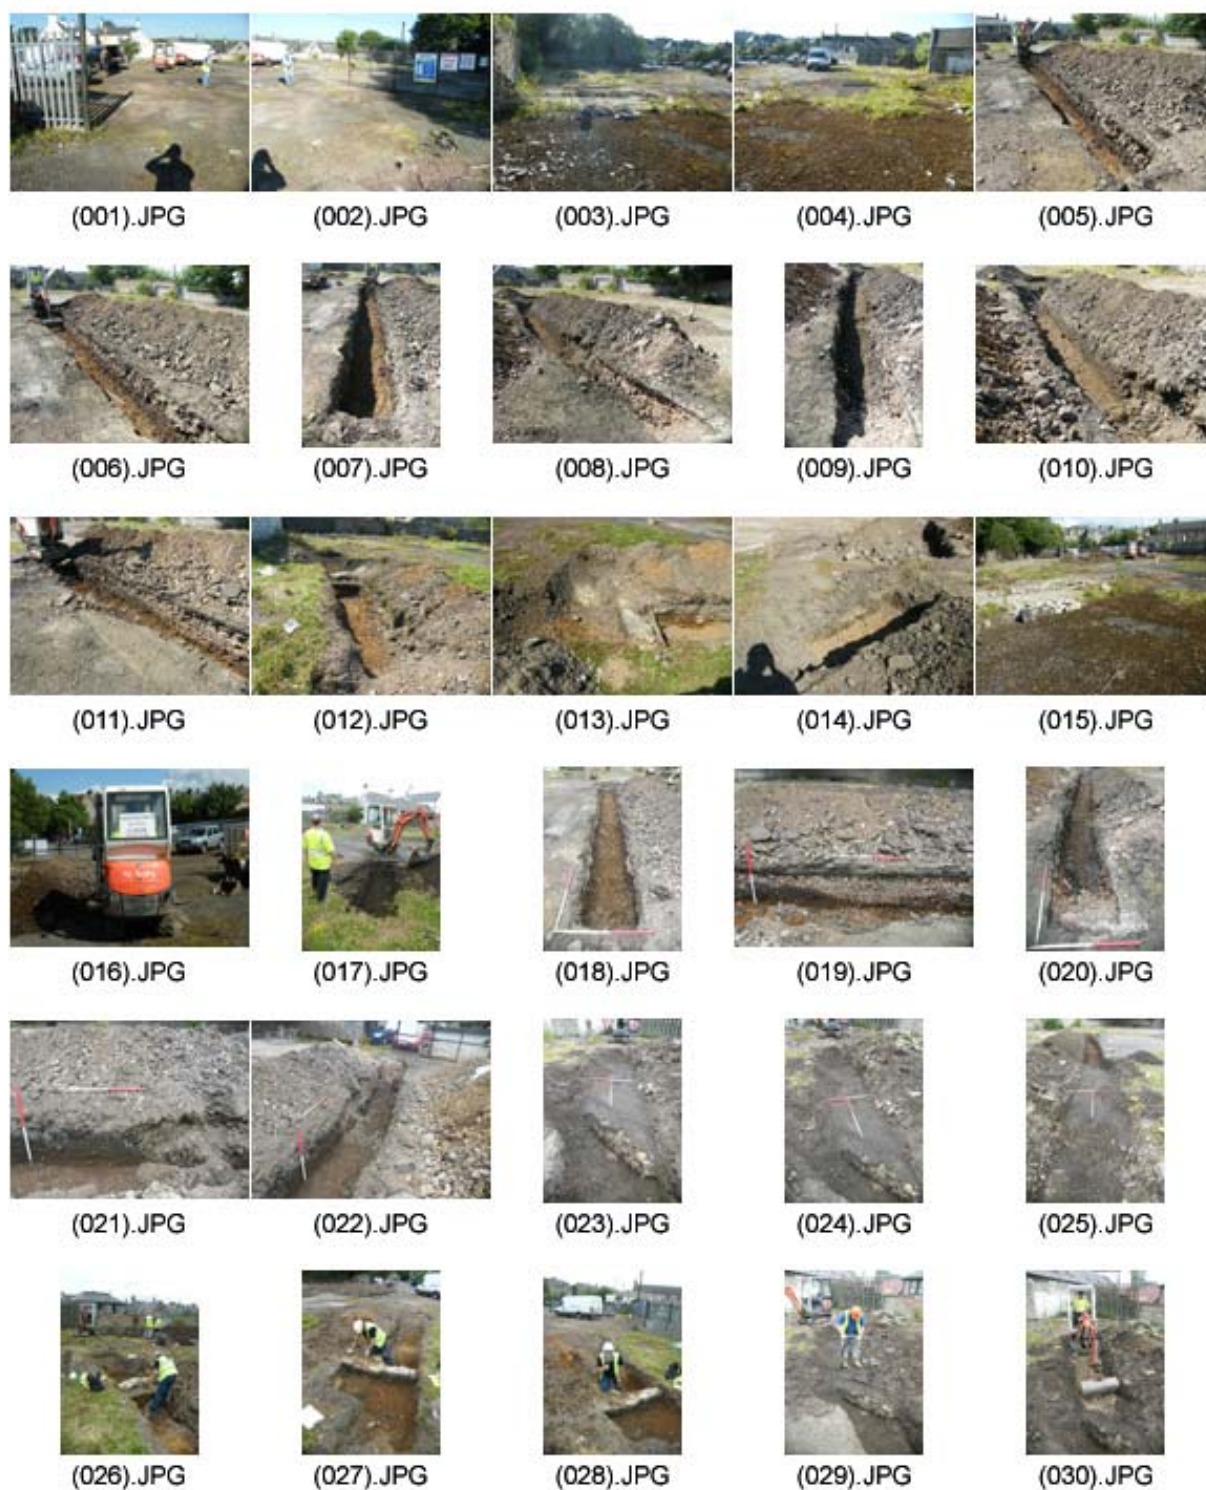 (001).JPG (002).JPG (003).JPG (004).JPG (005).JPG
(006).JPG (007).JPG (008).JPG (009).JPG (010).JPG
(011).JPG (012).JPG (013).JPG (014).JPG (015).JPG
(016).JPG (017).JPG (018).JPG (019).JPG (020).JPG
(021).JPG (022).JPG (023).JPG (024).JPG (025).JPG
(026).JPG (027).JPG (028).JPG (029).JPG (030).JPG